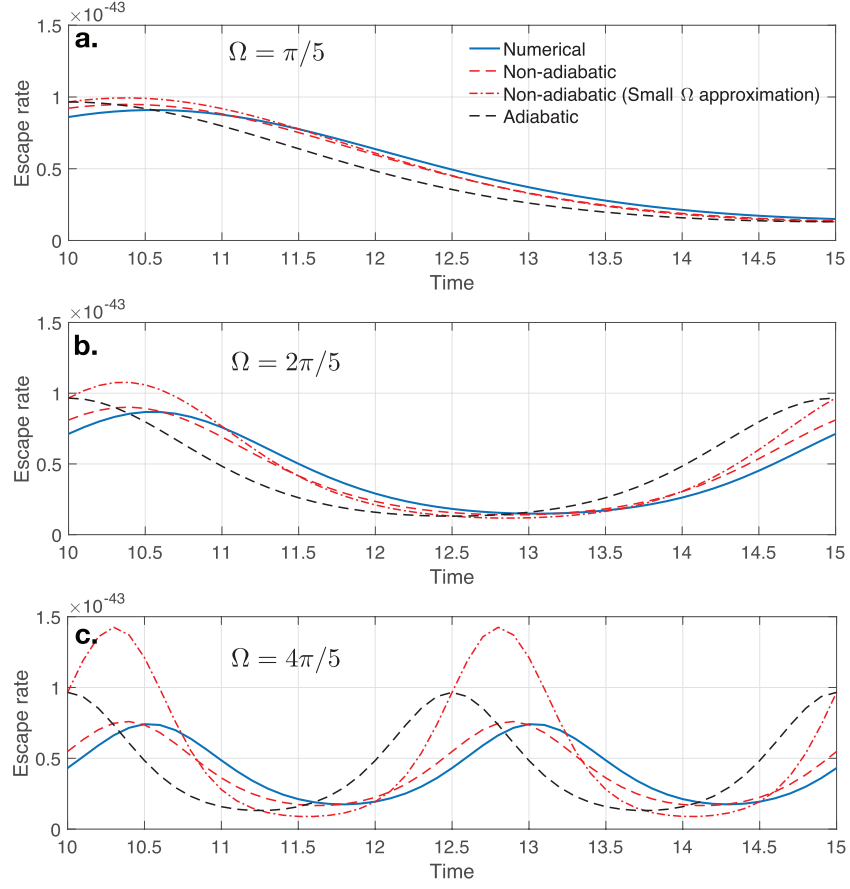 ×10⁻⁴³
a.
Ω = π/5
Numerical
Non-adiabatic
Non-adiabatic (Small Ω approximation)
Adiabatic
1.5
1
0.5
0
Escape rate
10 10.5 11 11.5 12 12.5 13 13.5 14 14.5 15
Time
×10⁻⁴³
b.
Ω = 2π/5
1.5
1
0.5
0
Escape rate
10 10.5 11 11.5 12 12.5 13 13.5 14 14.5 15
Time
×10⁻⁴³
c.
Ω = 4π/5
1.5
1
0.5
0
Escape rate
10 10.5 11 11.5 12 12.5 13 13.5 14 14.5 15
Time